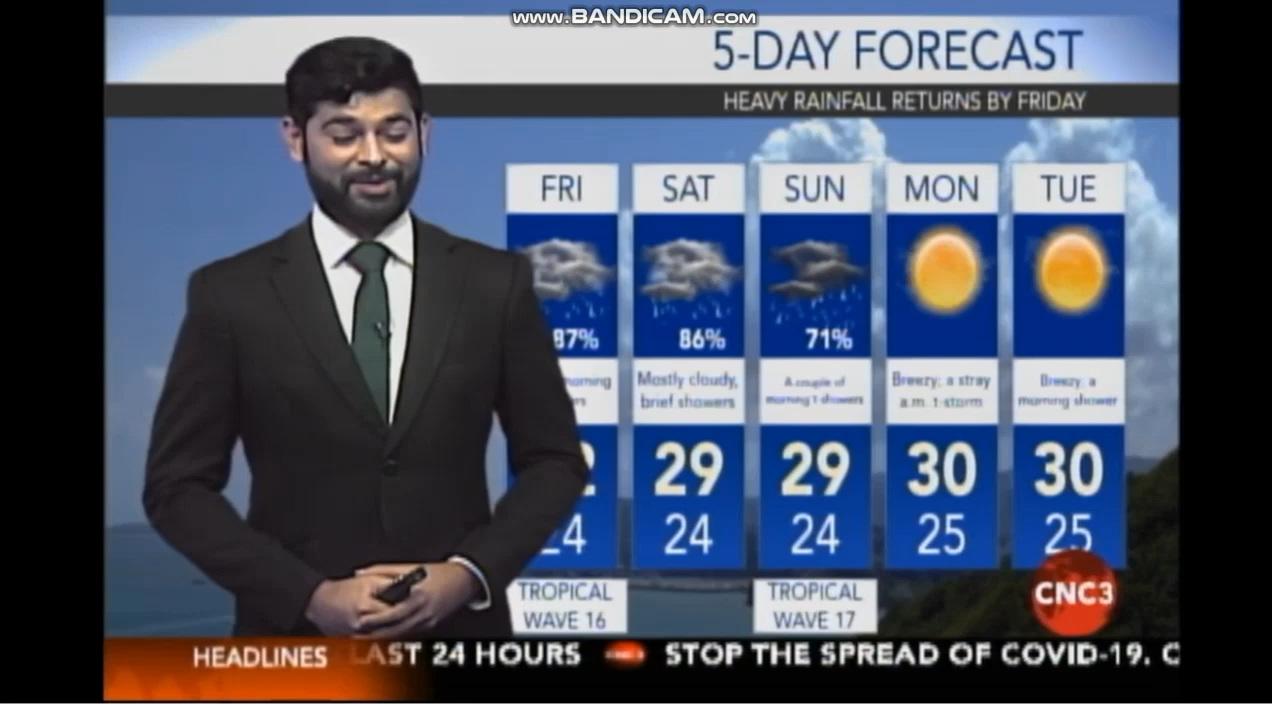 www.BANDICAM.com
5-DAY FORECAST
HEAVY RAINFALL RETURNS BY FRIDAY
FRI
SAT
SUN
MON
TUE
87%
86%
71%
Mostly cloudy,
brief showers
A couple of
morning t-showers
Breezy; a stray
a.m. t-storm
Breezy; a
morning shower
29
29
30
30
24
24
25
25
TROPICAL
WAVE 16
TROPICAL
WAVE 17
CNC3
HEADLINES
LAST 24 HOURS
STOP THE SPREAD OF COVID-19.